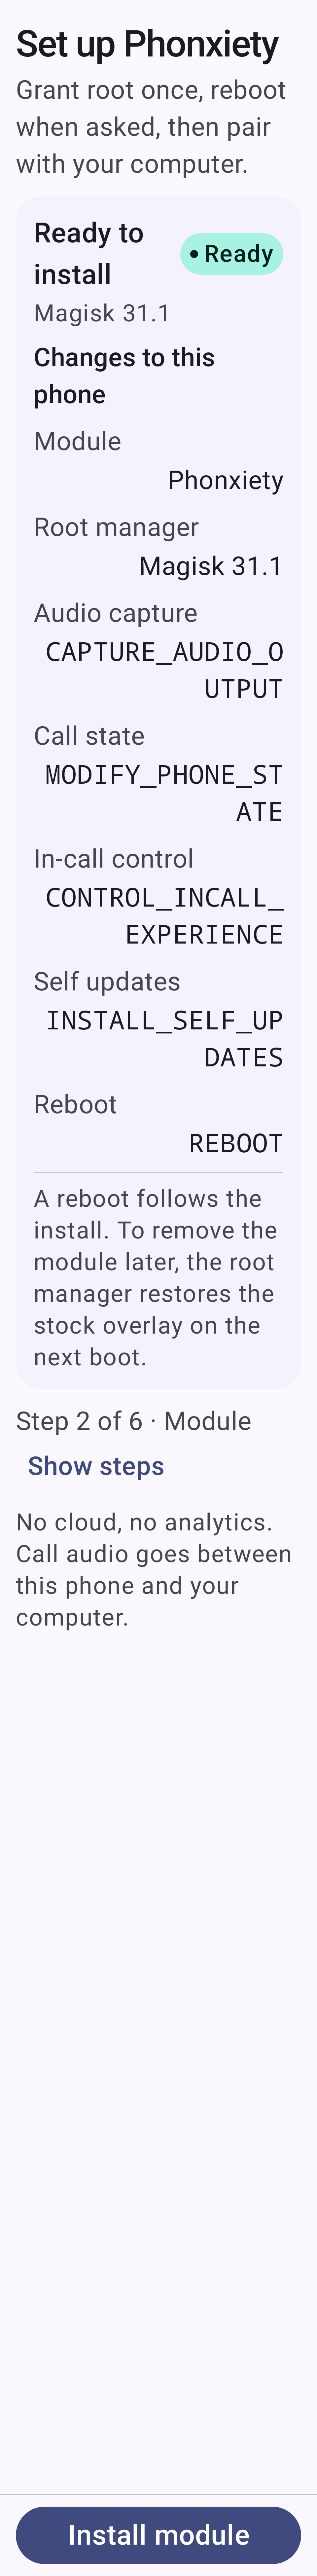 Set up Phonxiety
Grant root once, reboot
when asked, then pair
with your computer.
Ready to
install
• Ready
Magisk 31.1
Changes to this
phone
Module
Phonxiety
Root manager
Magisk 31.1
Audio capture
CAPTURE_AUDIO_O
UTPUT
Call state
MODIFY_PHONE_ST
ATE
In-call control
CONTROL_INCALL_
EXPERIENCE
Self updates
INSTALL_SELF_UP
DATES
Reboot
REBOOT
A reboot follows the
install. To remove the
module later, the root
manager restores the
stock overlay on the
next boot.
Step 2 of 6 · Module
Show steps
No cloud, no analytics.
Call audio goes between
this phone and your
computer.
Install module